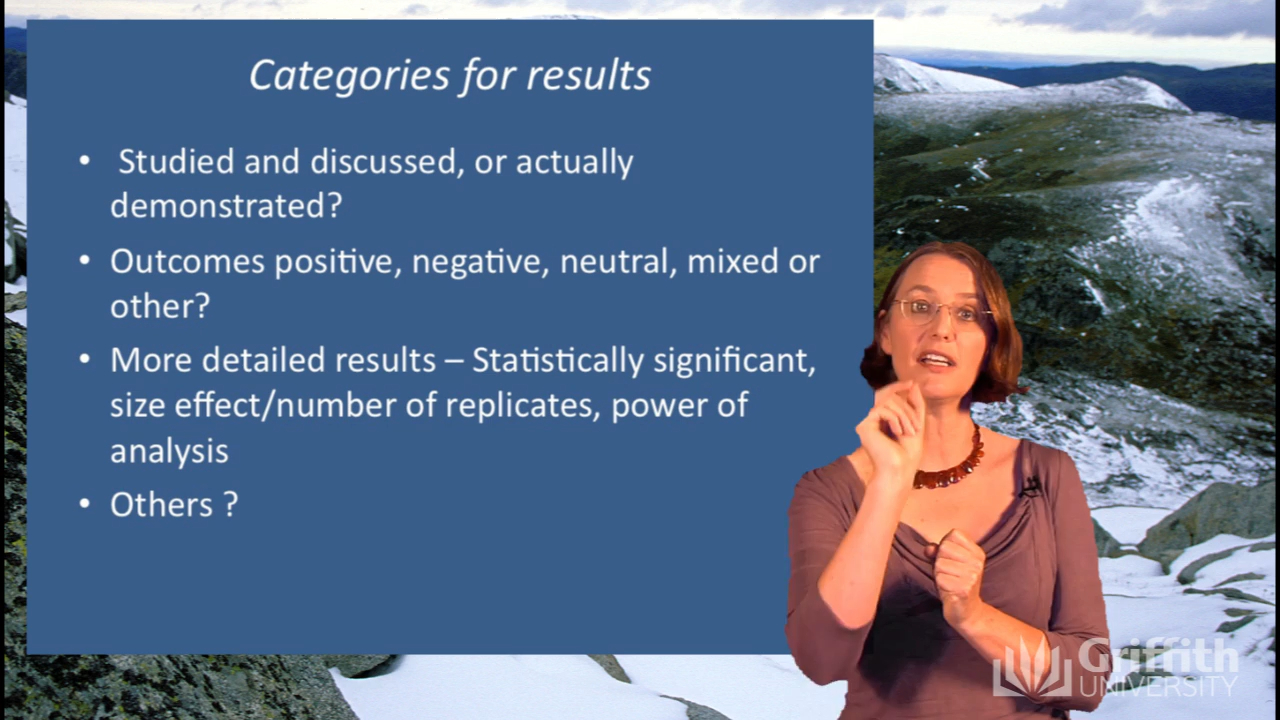 Categories for results
• Studied and discussed, or actually
demonstrated?
• Outcomes positive, negative, neutral, mixed or
other?
• More detailed results – Statistically significant,
size effect/number of replicates, power of
analysis
• Others ?
Griffith
UNIVERSITY